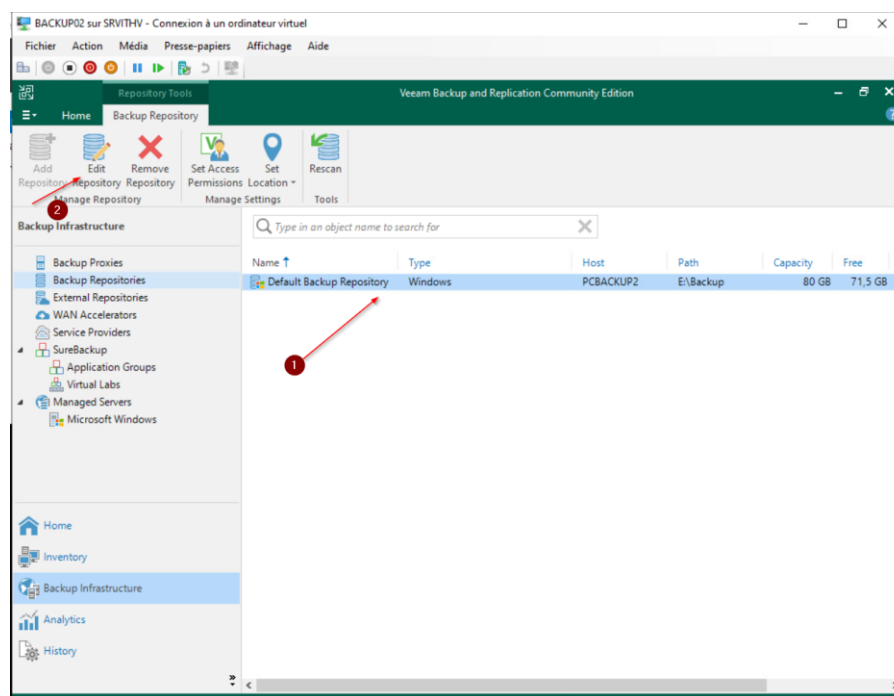 BACKUP02 sur SRVITHV - Connexion à un ordinateur virtuel
Fichier Action Média Presse-papiers Affichage Aide
Repository Tools
Veeam Backup and Replication Community Edition
Home Backup Repository
Add Repository
Edit Repository
Remove Repository
Set Access Permissions
Set Location
Rescan
Manage Repository
Manage Settings
Tools
2
Backup Infrastructure
Type in an object name to search for
Backup Proxies
Backup Repositories
External Repositories
WAN Accelerators
Service Providers
SureBackup
Application Groups
Virtual Labs
Managed Servers
Microsoft Windows
Name Type Host Path Capacity Free
Default Backup Repository Windows PCBACKUP2 E:\Backup 80 GB 71,5 GB
1
Home
Inventory
Backup Infrastructure
Analytics
History